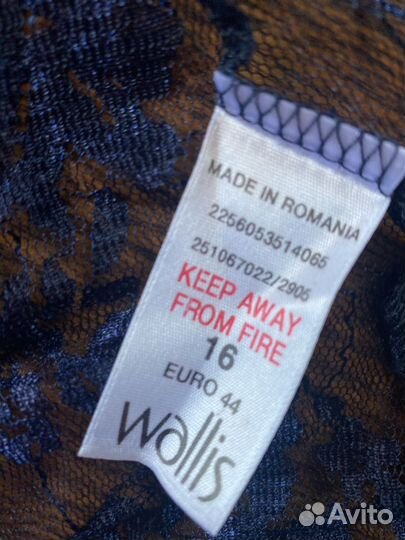 MADE IN ROMANIA
2256053514065
251067022/2905
KEEP AWAY
FROM FIRE
16
EURO 44
wallis
Avito